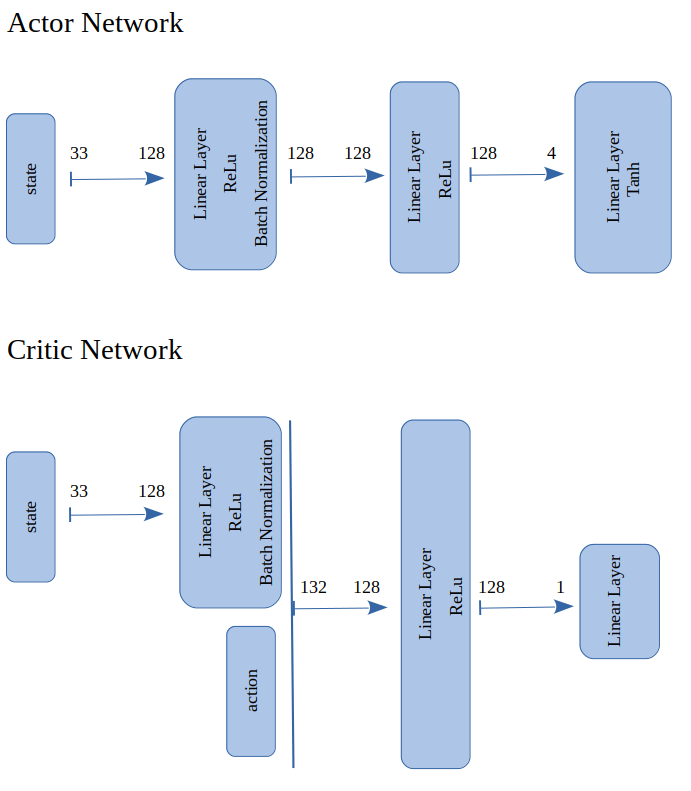 Actor Network
state
33
128
Linear Layer
ReLu
Batch Normalization
128
128
Linear Layer
ReLu
128
4
Linear Layer
Tanh
Critic Network
state
33
128
Linear Layer
ReLu
Batch Normalization
action
132
128
Linear Layer
ReLu
128
1
Linear Layer